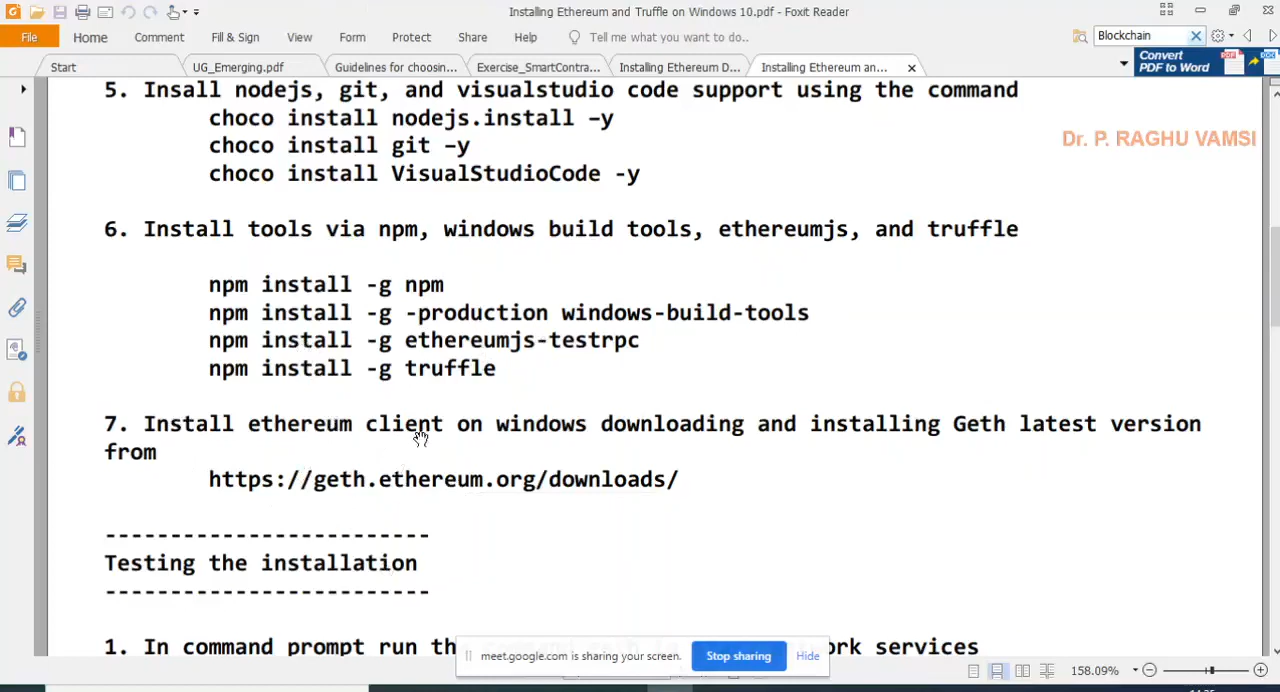 Installing Ethereum and Truffle on Windows 10.pdf - Foxit Reader
File Home Comment Fill & Sign View Form Protect Share Help Tell me what you want to do.. Blockchain
Start UG_Emerging.pdf Guidelines for choosin... Exercise_SmartContra... Installing Ethereum D... Installing Ethereum an...
Convert
PDF to Word
5. Insall nodejs, git, and visualstudio code support using the command
choco install nodejs.install –y
Dr. P. RAGHU VAMSI
choco install git –y
choco install VisualStudioCode -y
6. Install tools via npm, windows build tools, ethereumjs, and truffle
npm install -g npm
npm install -g -production windows-build-tools
npm install -g ethereumjs-testrpc
npm install -g truffle
7. Install ethereum client on windows downloading and installing Geth latest version
from
https://geth.ethereum.org/downloads/
-------------------------
Testing the installation
-------------------------
1. In command prompt run th
rk services
meet.google.com is sharing your screen. Stop sharing Hide
158.09%